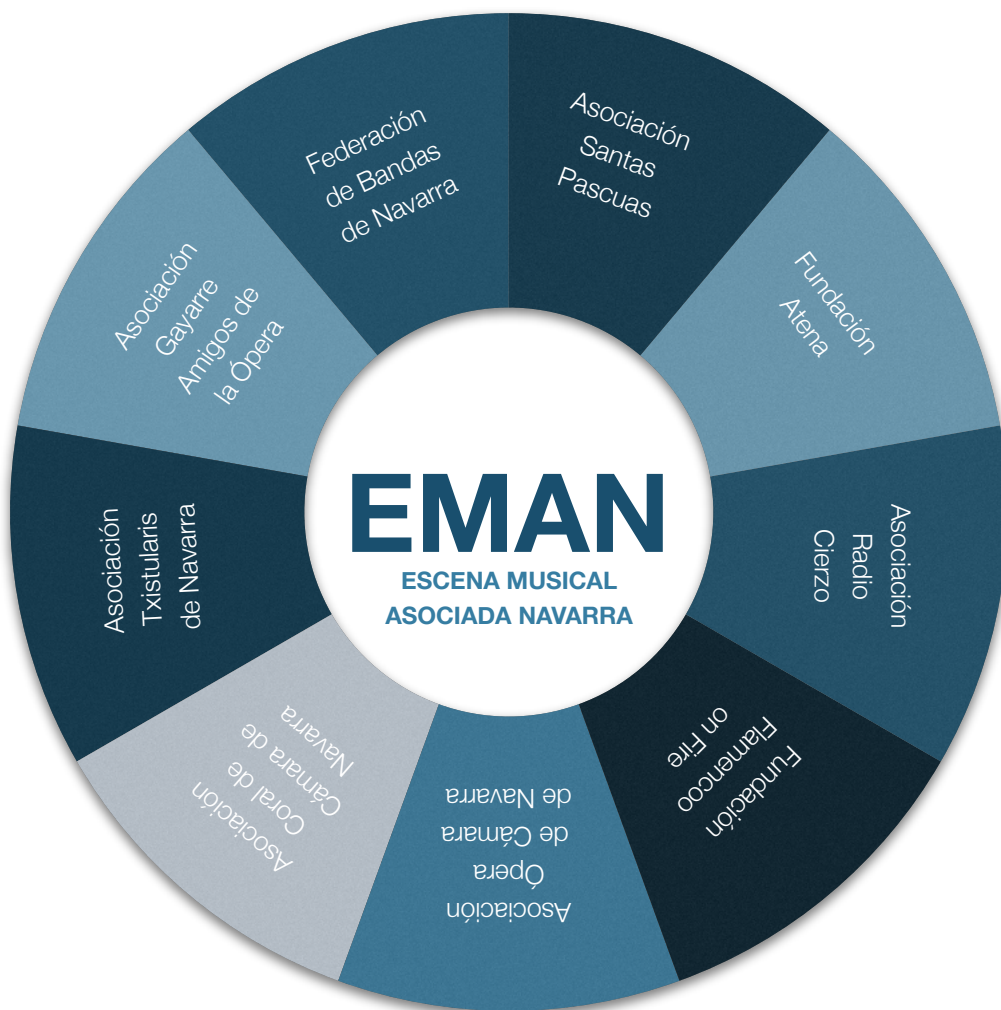 Asociación
Santas
Pascuas
Fundación
Atena
Asociación
Radio
Cierzo
Fundación
Flamencoo
on Fire
Asociación
Ópera
de Cámara
de Navarra
Asociación
Coral de
Cámara de
Navarra
Asociación
Txistularis
de Navarra
Asociación
Gayarre
Amigos de
la Ópera
Federación
de Bandas
de Navarra
EMAN
ESCENA MUSICAL
ASOCIADA NAVARRA